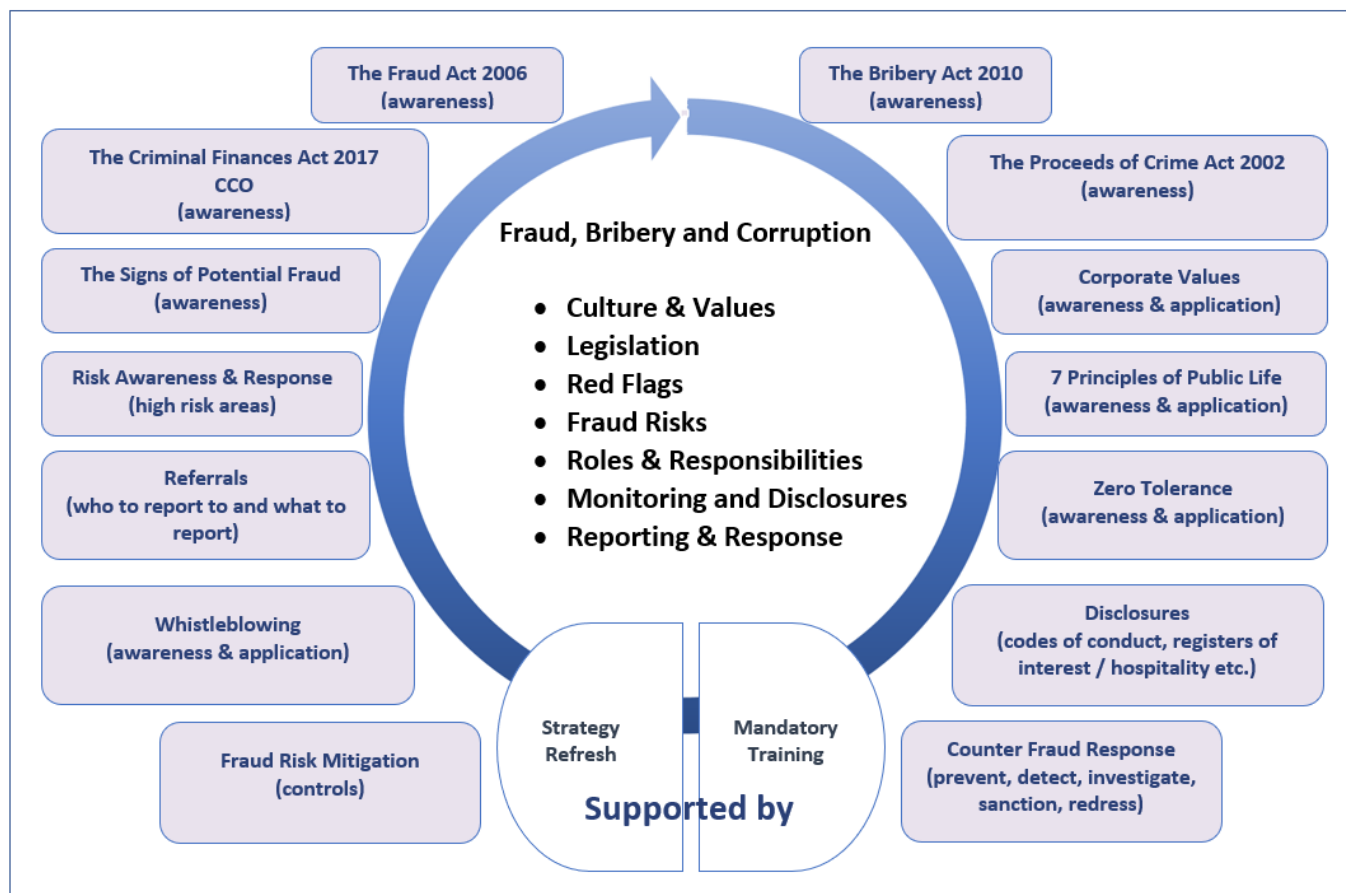 The Fraud Act 2006
(awareness)
The Bribery Act 2010
(awareness)
The Criminal Finances Act 2017
CCO
(awareness)
The Proceeds of Crime Act 2002
(awareness)
Fraud, Bribery and Corruption
• Culture & Values
• Legislation
• Red Flags
• Fraud Risks
• Roles & Responsibilities
• Monitoring and Disclosures
• Reporting & Response
The Signs of Potential Fraud
(awareness)
Corporate Values
(awareness & application)
Risk Awareness & Response
(high risk areas)
7 Principles of Public Life
(awareness & application)
Referrals
(who to report to and what to
report)
Zero Tolerance
(awareness & application)
Whistleblowing
(awareness & application)
Disclosures
(codes of conduct, registers of
interest / hospitality etc.)
Fraud Risk Mitigation
(controls)
Strategy
Refresh
Mandatory
Training
Supported by
Counter Fraud Response
(prevent, detect, investigate,
sanction, redress)